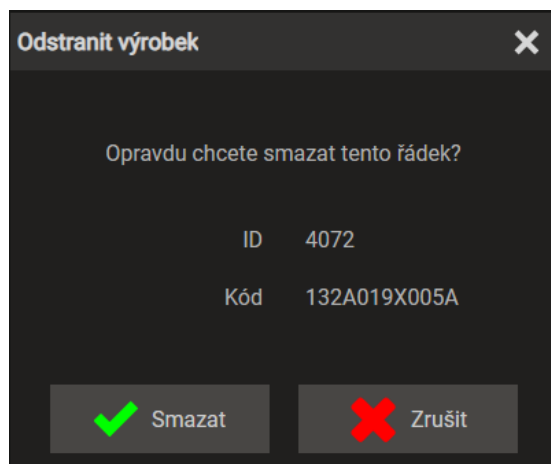 Odstranit výrobek
Opravdu chcete smazat tento řádek?
ID 4072
Kód 132A019X005A
Smazat Zrušit